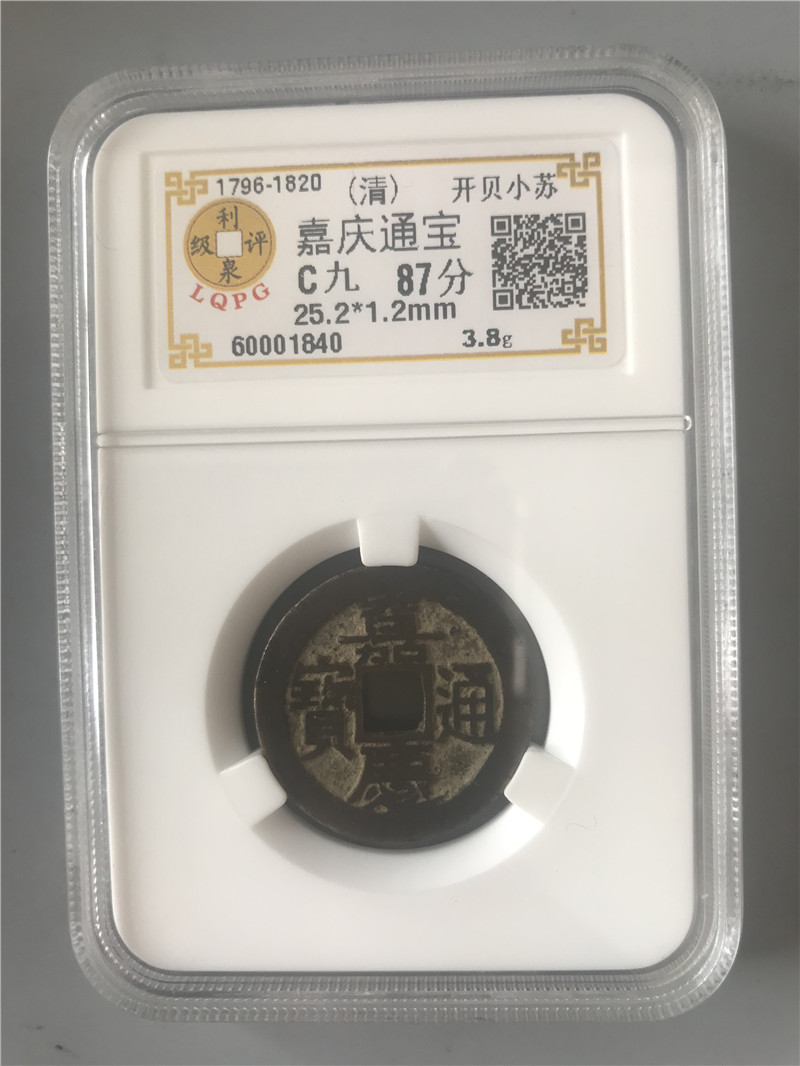 1796-1820 (清) 开贝小苏
利泉评级
LQPG
嘉庆通宝
C九 87分
25.2*1.2mm
60001840 3.8g
嘉慶通寶